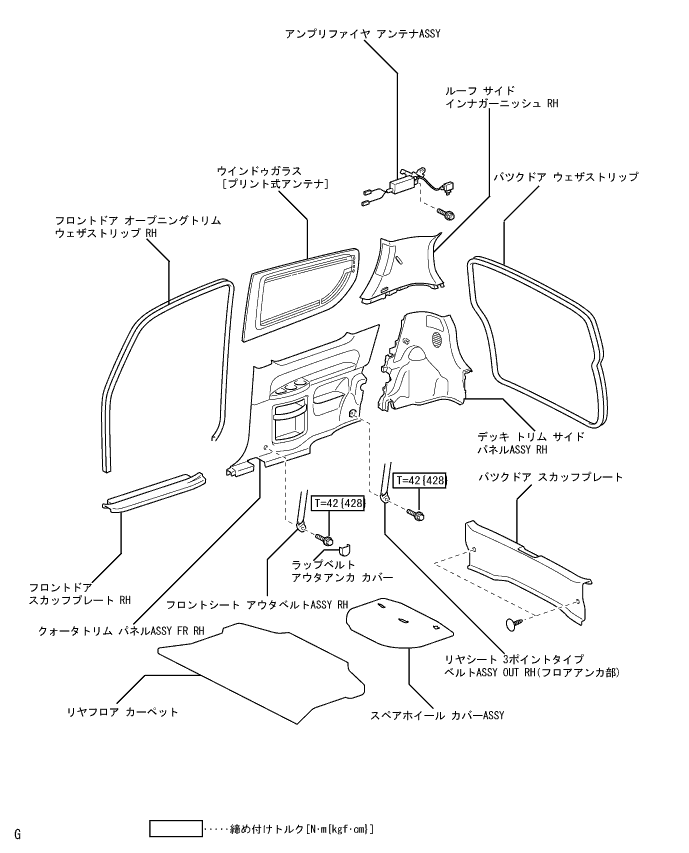 アンプリファイヤ アンテナASSY
ルーフ サイド
インナガーニッシュ RH
ウインドゥガラス
[プリント式アンテナ]
バックドア ウェザストリップ
フロントドア オープニングトリム
ウェザストリップ RH
デッキ トリム サイド
パネルASSY RH
バックドア スカッフプレート
T=42{428}
T=42{428}
ラップベルト
アウタアンカ カバー
フロントドア
スカッフプレート RH
フロントシート アウタベルトASSY RH
クォータトリム パネルASSY FR RH
リヤシート 3ポイントタイプ
ベルトASSY OUT RH(フロアアンカ部)
リヤフロア カーペット
スペアホイール カバーASSY
‥‥‥締め付けトルク[N·m{kgf·cm}]
G